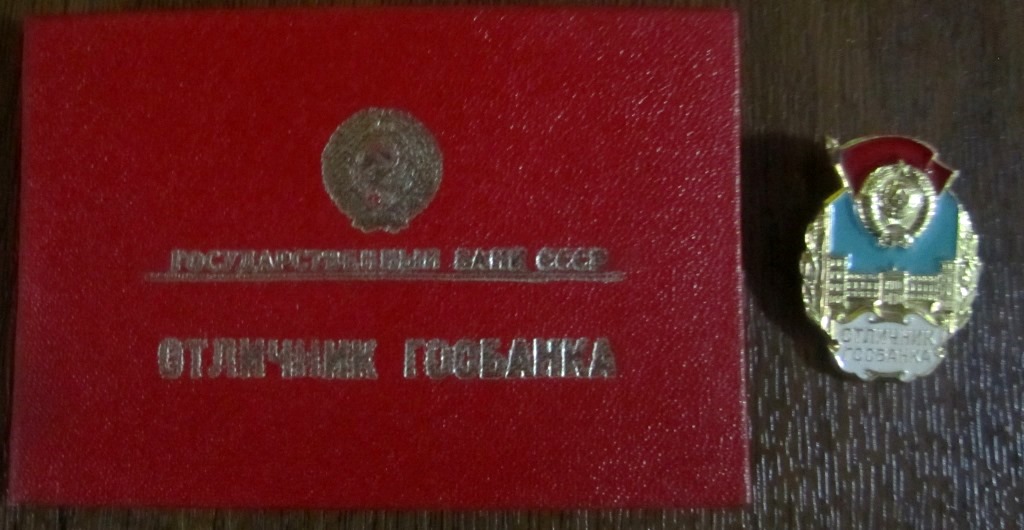 ГОСУДАРСТВЕННЫЙ БАНК СССР
ОТЛИЧНИК ГОСБАНКА
ОТЛИЧНИК
ГОСБАНКА